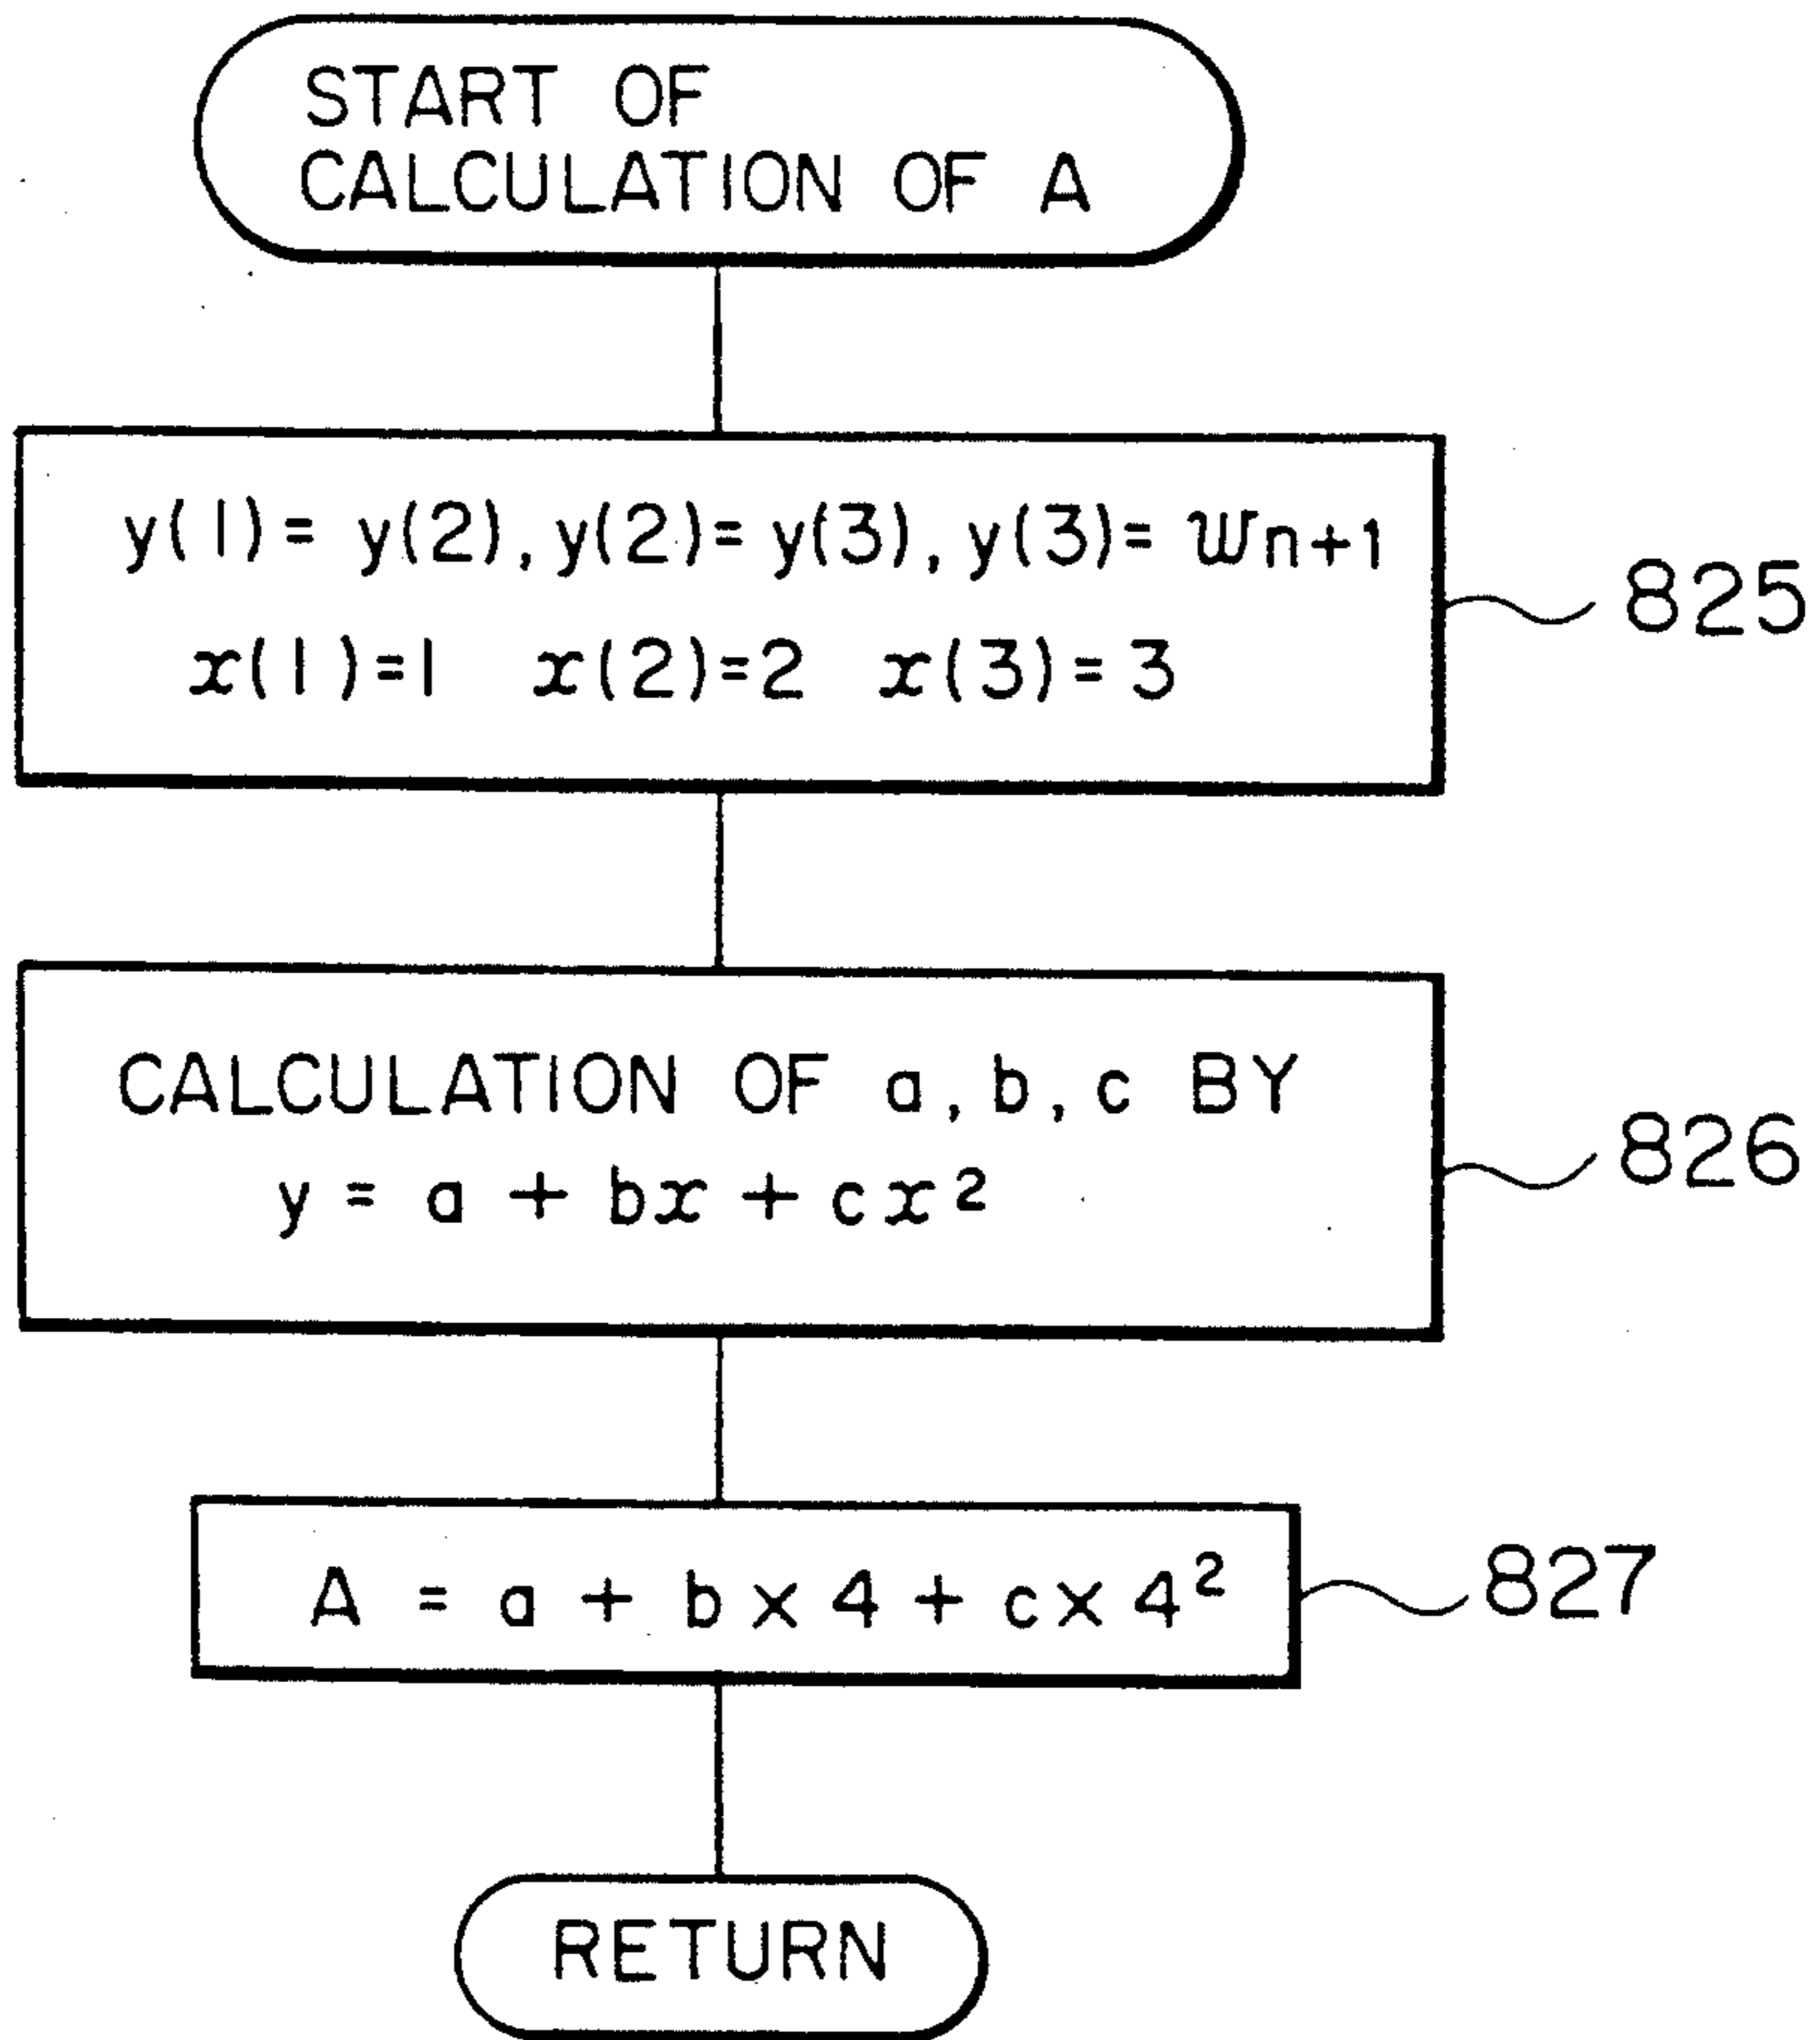 START OF
CALCULATION OF A
y(1)= y(2), y(2)= y(3), y(3)= Wn+1
x(1)=1 x(2)=2 x(3)=3
825
CALCULATION OF a, b, c BY
y = a + bx + cx²
826
A = a + b × 4 + c × 4²
827
RETURN